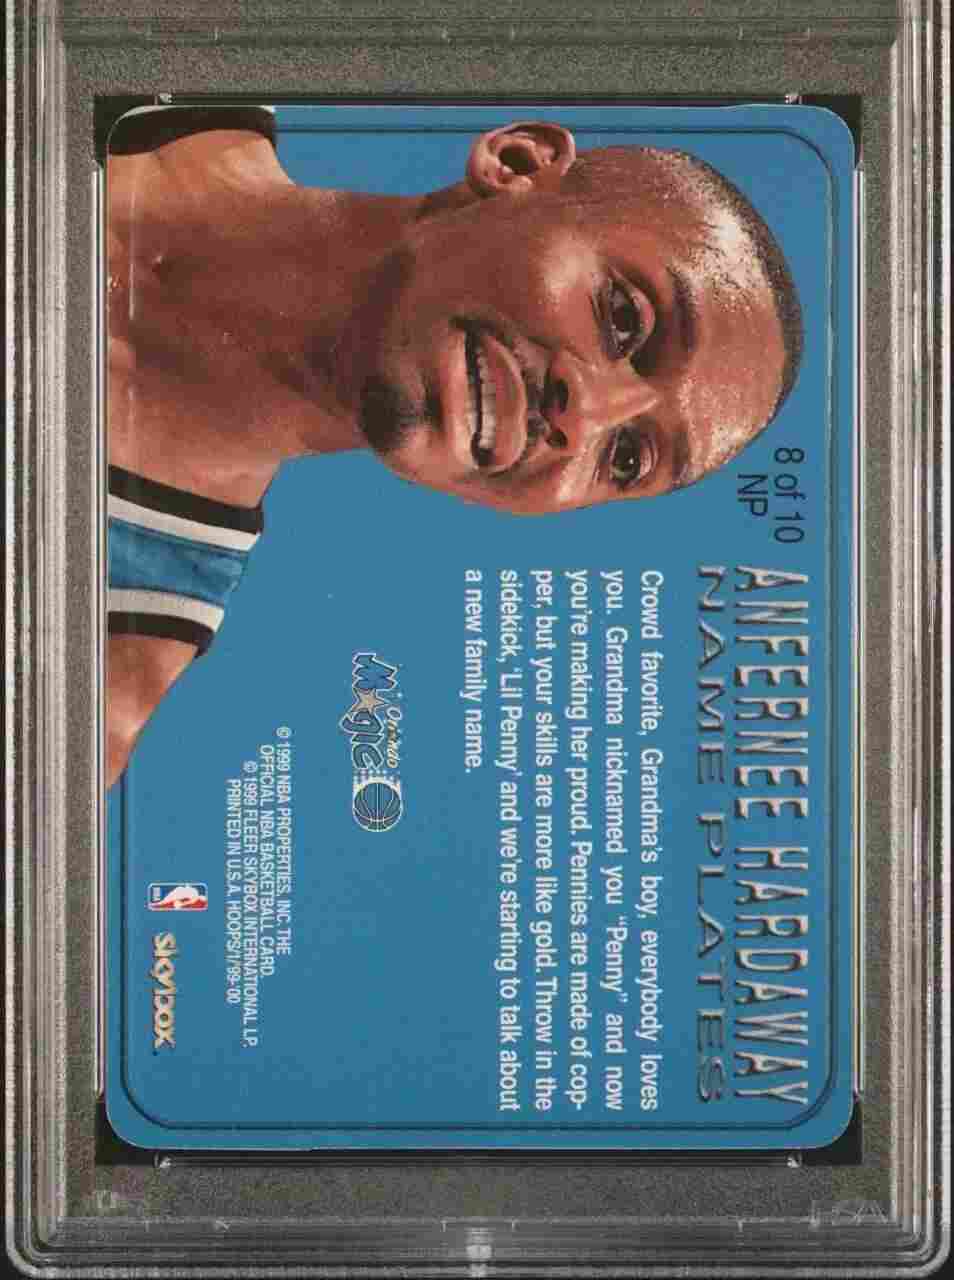 8 of 10
NP
ANFERNEE HARDAWAY
NAME PLATES
Crowd favorite, Grandma's boy, everybody loves
you. Grandma nicknamed you "Penny" and now
you're making her proud. Pennies are made of cop-
per, but your skills are more like gold. Throw in the
sidekick, 'Lil Penny' and we're starting to talk about
a new family name.
Orlando
Magic
© 1999 NBA PROPERTIES, INC. THE
OFFICIAL NBA BASKETBALL CARD.
© 1999 FLEER SKYBOX INTERNATIONAL LP.
PRINTED IN U.S.A. HOOPS/1/99-'00
SKYBOX